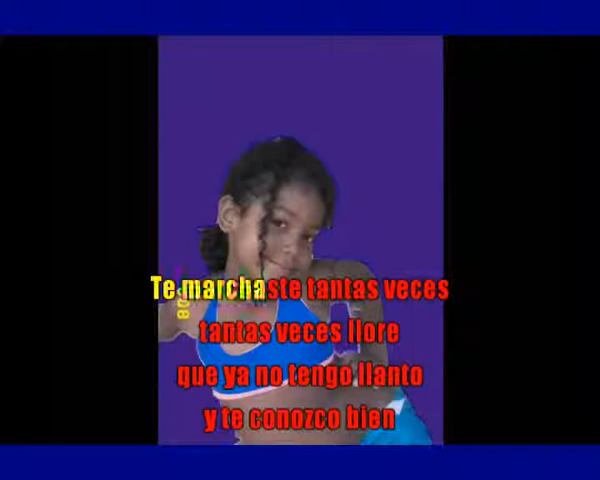 Te marchaste tantas veces
tantas veces llore
que ya no tengo llanto
y te conozco bien